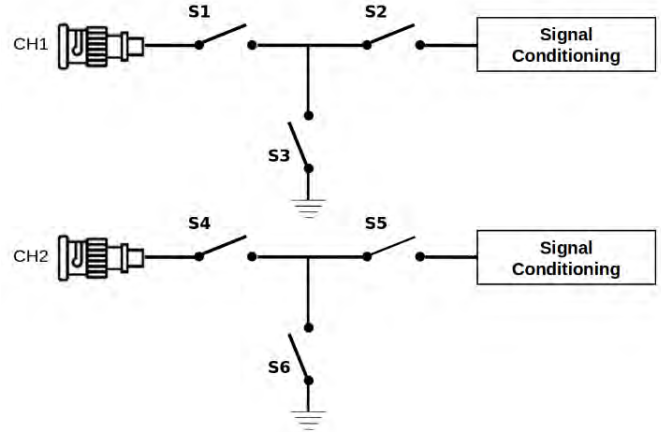 S1
S2
CH1
Signal
Conditioning
S3
S4
S5
CH2
Signal
Conditioning
S6